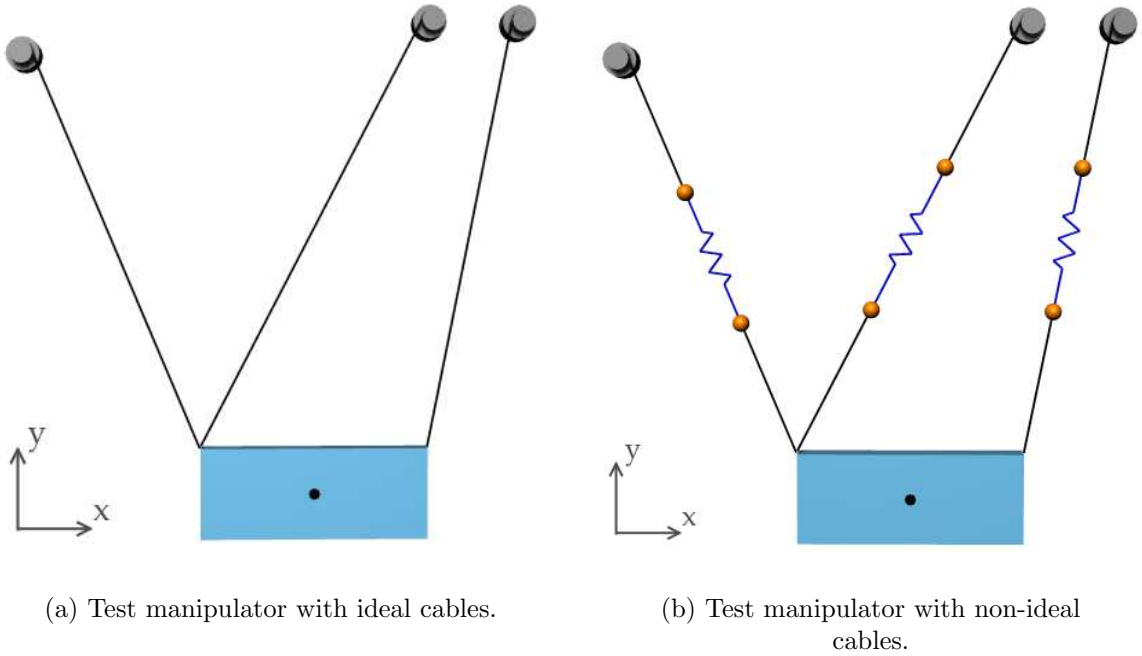 y
x
y
x
(a) Test manipulator with ideal cables.
(b) Test manipulator with non-ideal
cables.